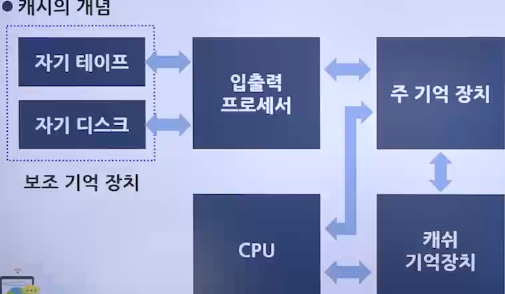 캐시의 개념
자기 테이프
자기 디스크
보조 기억 장치
입출력
프로세서
주 기억 장치
CPU
캐쉬
기억장치